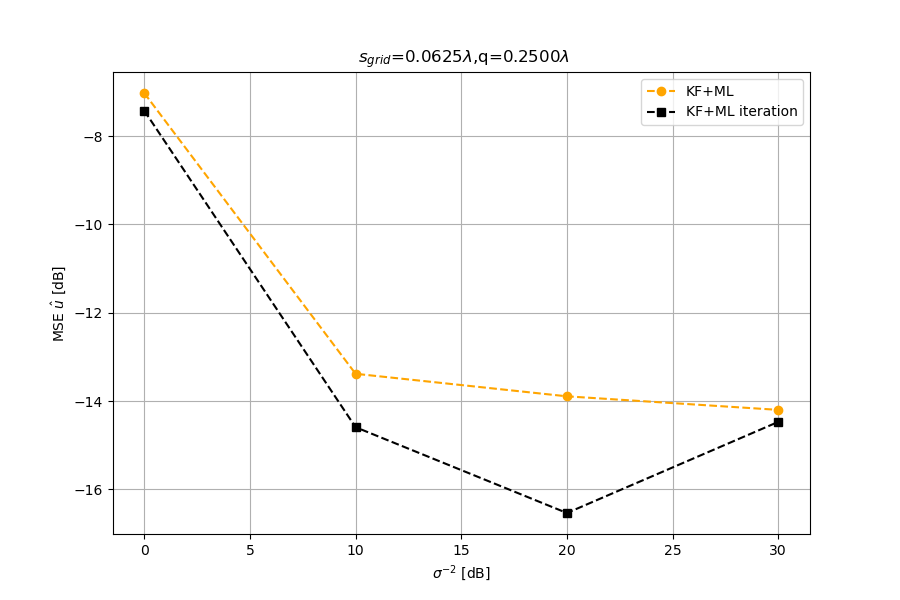 s_grid=0.0625λ,q=0.2500λ
KF+ML
KF+ML iteration
−8
−10
−12
−14
−16
MSE û [dB]
0 5 10 15 20 25 30
σ⁻² [dB]